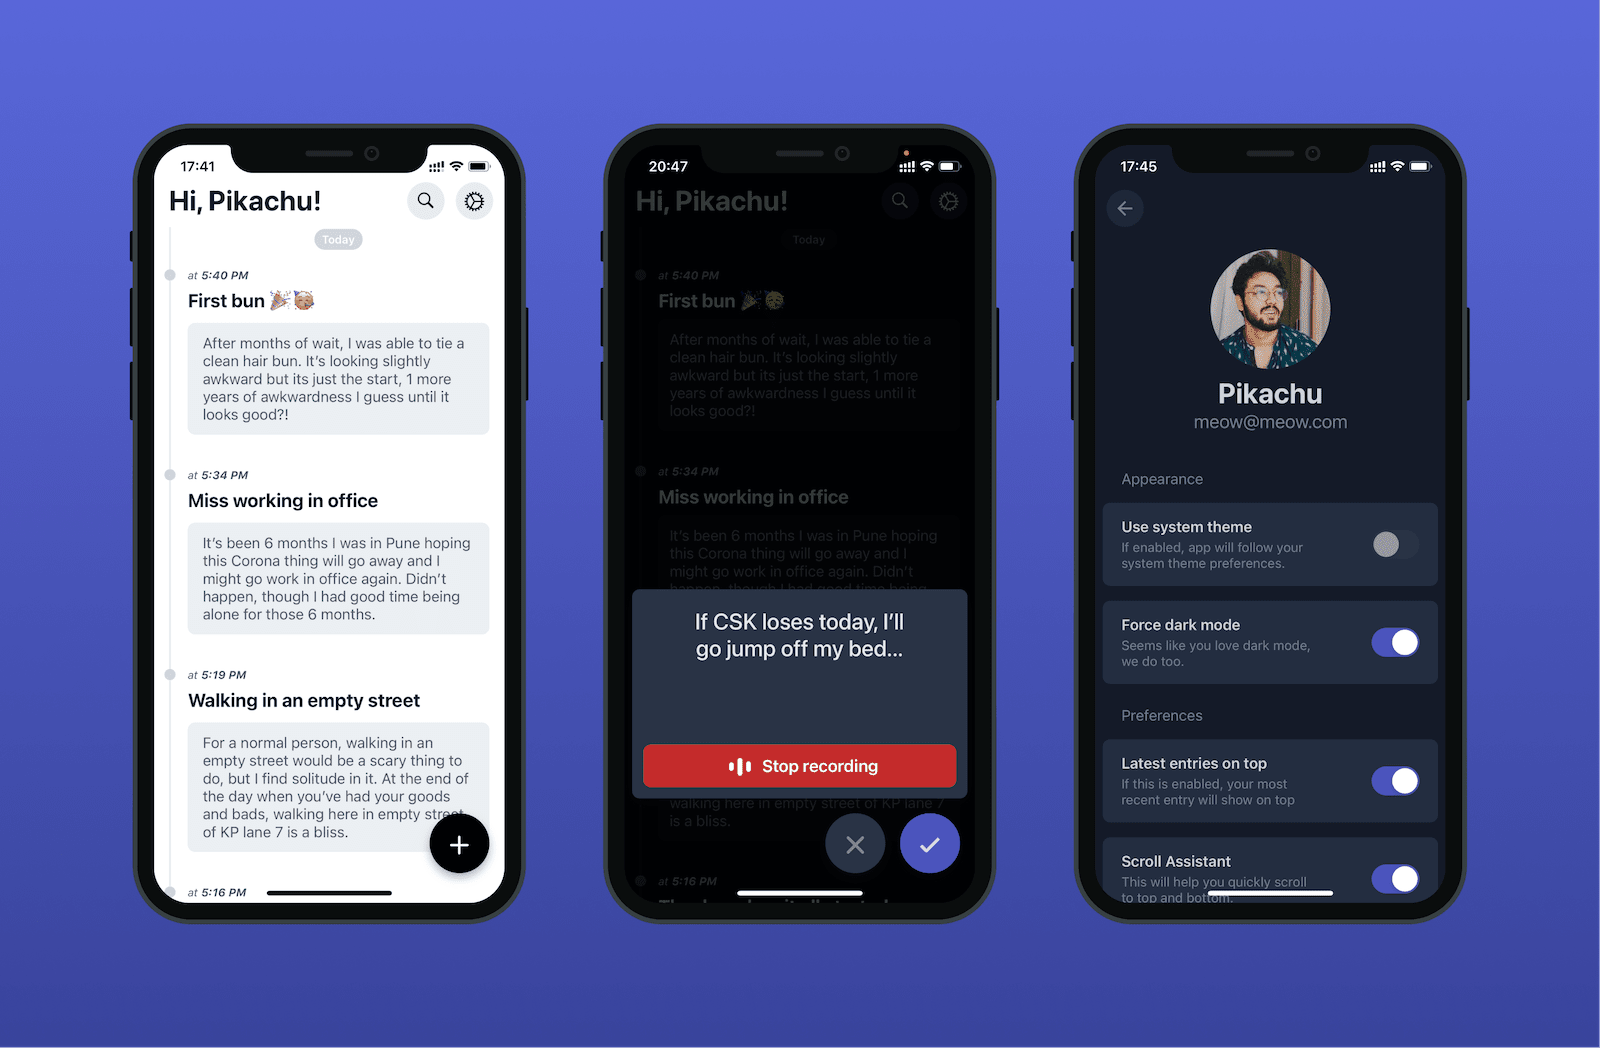 17:41
Hi, Pikachu!
Today
at 5:40 PM
First bun 🎉🥳
After months of wait, I was able to tie a
clean hair bun. It's looking slightly
awkward but its just the start, 1 more
years of awkwardness I guess until it
looks good?!
at 5:34 PM
Miss working in office
It's been 6 months I was in Pune hoping
this Corona thing will go away and I
might go work in office again. Didn't
happen, though I had good time being
alone for those 6 months.
at 5:19 PM
Walking in an empty street
For a normal person, walking in an
empty street would be a scary thing to
do, but I find solitude in it. At the end of
the day when you've had your goods
and bads, walking here in empty street
of KP lane 7 is a bliss.
at 5:16 PM
20:47
Hi, Pikachu!
Today
at 5:40 PM
First bun 🎉🥳
After months of wait, I was able to tie a
clean hair bun. It's looking slightly
awkward but its just the start, 1 more
years of awkwardness I guess until it
looks good?!
at 5:34 PM
Miss working in office
It's been 6 months I was in Pune hoping
this Corona thing will go away and I
might go work in office again. Didn't
happen, though I had good time being
If CSK loses today, I'll
go jump off my bed...
Stop recording
walking here in empty street of KP lane 7
is a bliss.
at 5:16 PM
17:45
Pikachu
meow@meow.com
Appearance
Use system theme
If enabled, app will follow your
system theme preferences.
Force dark mode
Seems like you love dark mode,
we do too.
Preferences
Latest entries on top
If this is enabled, your most
recent entry will show on top
Scroll Assistant
This will help you quickly scroll
to top and bottom.